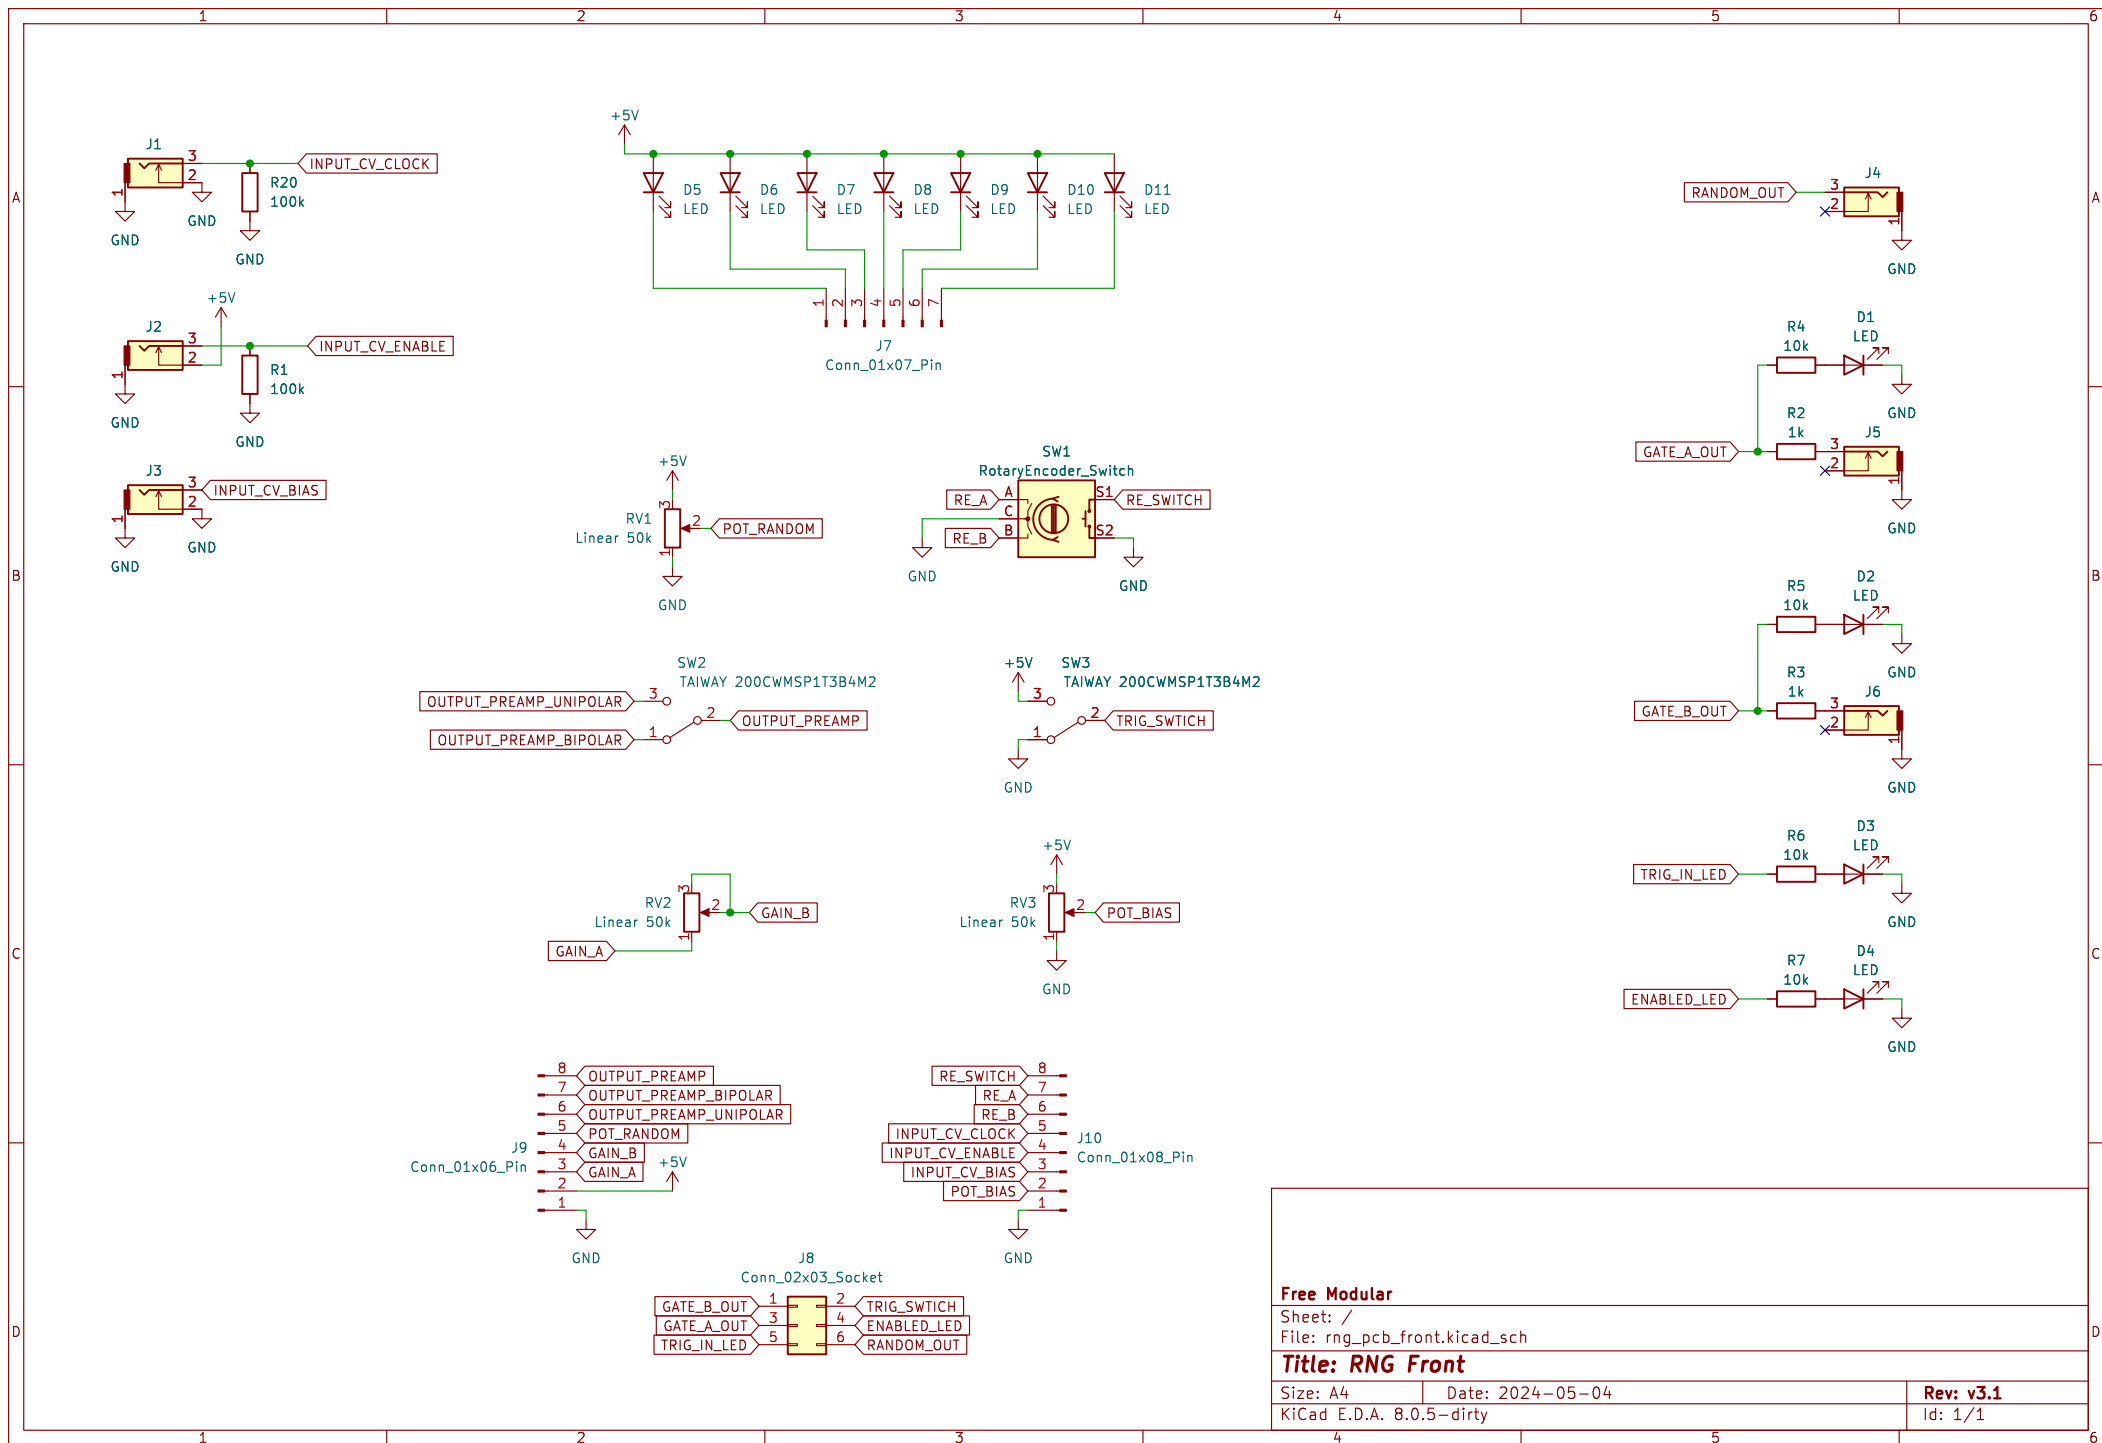 1 2 3 4 5 6
A
B
C
D
A
B
C
D
1 2 3 4 5 6
J1
3
2
1
GND
GND
INPUT_CV_CLOCK
R20
100k
GND
+5V
J2
3
2
1
GND
INPUT_CV_ENABLE
R1
100k
GND
J3
3
2
1
GND
GND
INPUT_CV_BIAS
+5V
D5
LED
D6
LED
D7
LED
D8
LED
D9
LED
D10
LED
D11
LED
1 2 3 4 5 6 7
J7
Conn_01x07_Pin
+5V
RV1
Linear 50k
3
2
1
POT_RANDOM
GND
SW1
RotaryEncoder_Switch
RE_A
A
C
RE_B
B
S1
RE_SWITCH
S2
GND
GND
SW2
TAIWAY 200CWMSP1T3B4M2
OUTPUT_PREAMP_UNIPOLAR
3
2
OUTPUT_PREAMP
OUTPUT_PREAMP_BIPOLAR
1
+5V
SW3
TAIWAY 200CWMSP1T3B4M2
3
2
TRIG_SWTICH
1
GND
RV2
Linear 50k
3
2
1
GAIN_B
GAIN_A
+5V
RV3
Linear 50k
3
2
1
POT_BIAS
GND
J9
Conn_01x06_Pin
8 OUTPUT_PREAMP
7 OUTPUT_PREAMP_BIPOLAR
6 OUTPUT_PREAMP_UNIPOLAR
5 POT_RANDOM
4 GAIN_B
3 GAIN_A
+5V
2
1
GND
RE_SWITCH 8
RE_A 7
RE_B 6
INPUT_CV_CLOCK 5
INPUT_CV_ENABLE 4
INPUT_CV_BIAS 3
POT_BIAS 2
1
GND
J10
Conn_01x08_Pin
J8
Conn_02x03_Socket
GATE_B_OUT 1 2 TRIG_SWTICH
GATE_A_OUT 3 4 ENABLED_LED
TRIG_IN_LED 5 6 RANDOM_OUT
RANDOM_OUT
J4
3
2
1
GND
R4
10k
D1
LED
GND
GATE_A_OUT
R2
1k
J5
3
2
1
GND
R5
10k
D2
LED
GND
GATE_B_OUT
R3
1k
J6
3
2
1
GND
TRIG_IN_LED
R6
10k
D3
LED
GND
ENABLED_LED
R7
10k
D4
LED
GND
Free Modular
Sheet: /
File: rng_pcb_front.kicad_sch
Title: RNG Front
Size: A4 Date: 2024-05-04 Rev: v3.1
KiCad E.D.A. 8.0.5-dirty Id: 1/1